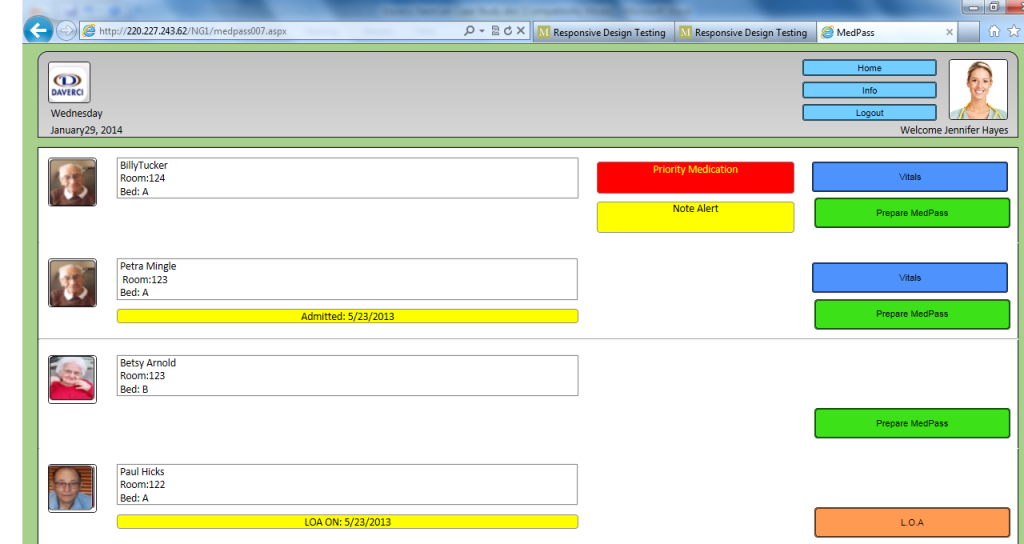 http://220.227.243.62/NG1/medpass007.aspx
Responsive Design Testing
Responsive Design Testing
MedPass
DAVERCI
Wednesday
January29, 2014
Home
Info
Logout
Welcome Jennifer Hayes
BillyTucker
Room:124
Bed: A
Priority Medication
Note Alert
Vitals
Prepare MedPass
Petra Mingle
Room:123
Bed: A
Admitted: 5/23/2013
Vitals
Prepare MedPass
Betsy Arnold
Room:123
Bed: B
Prepare MedPass
Paul Hicks
Room:122
Bed: A
LOA ON: 5/23/2013
L.O.A